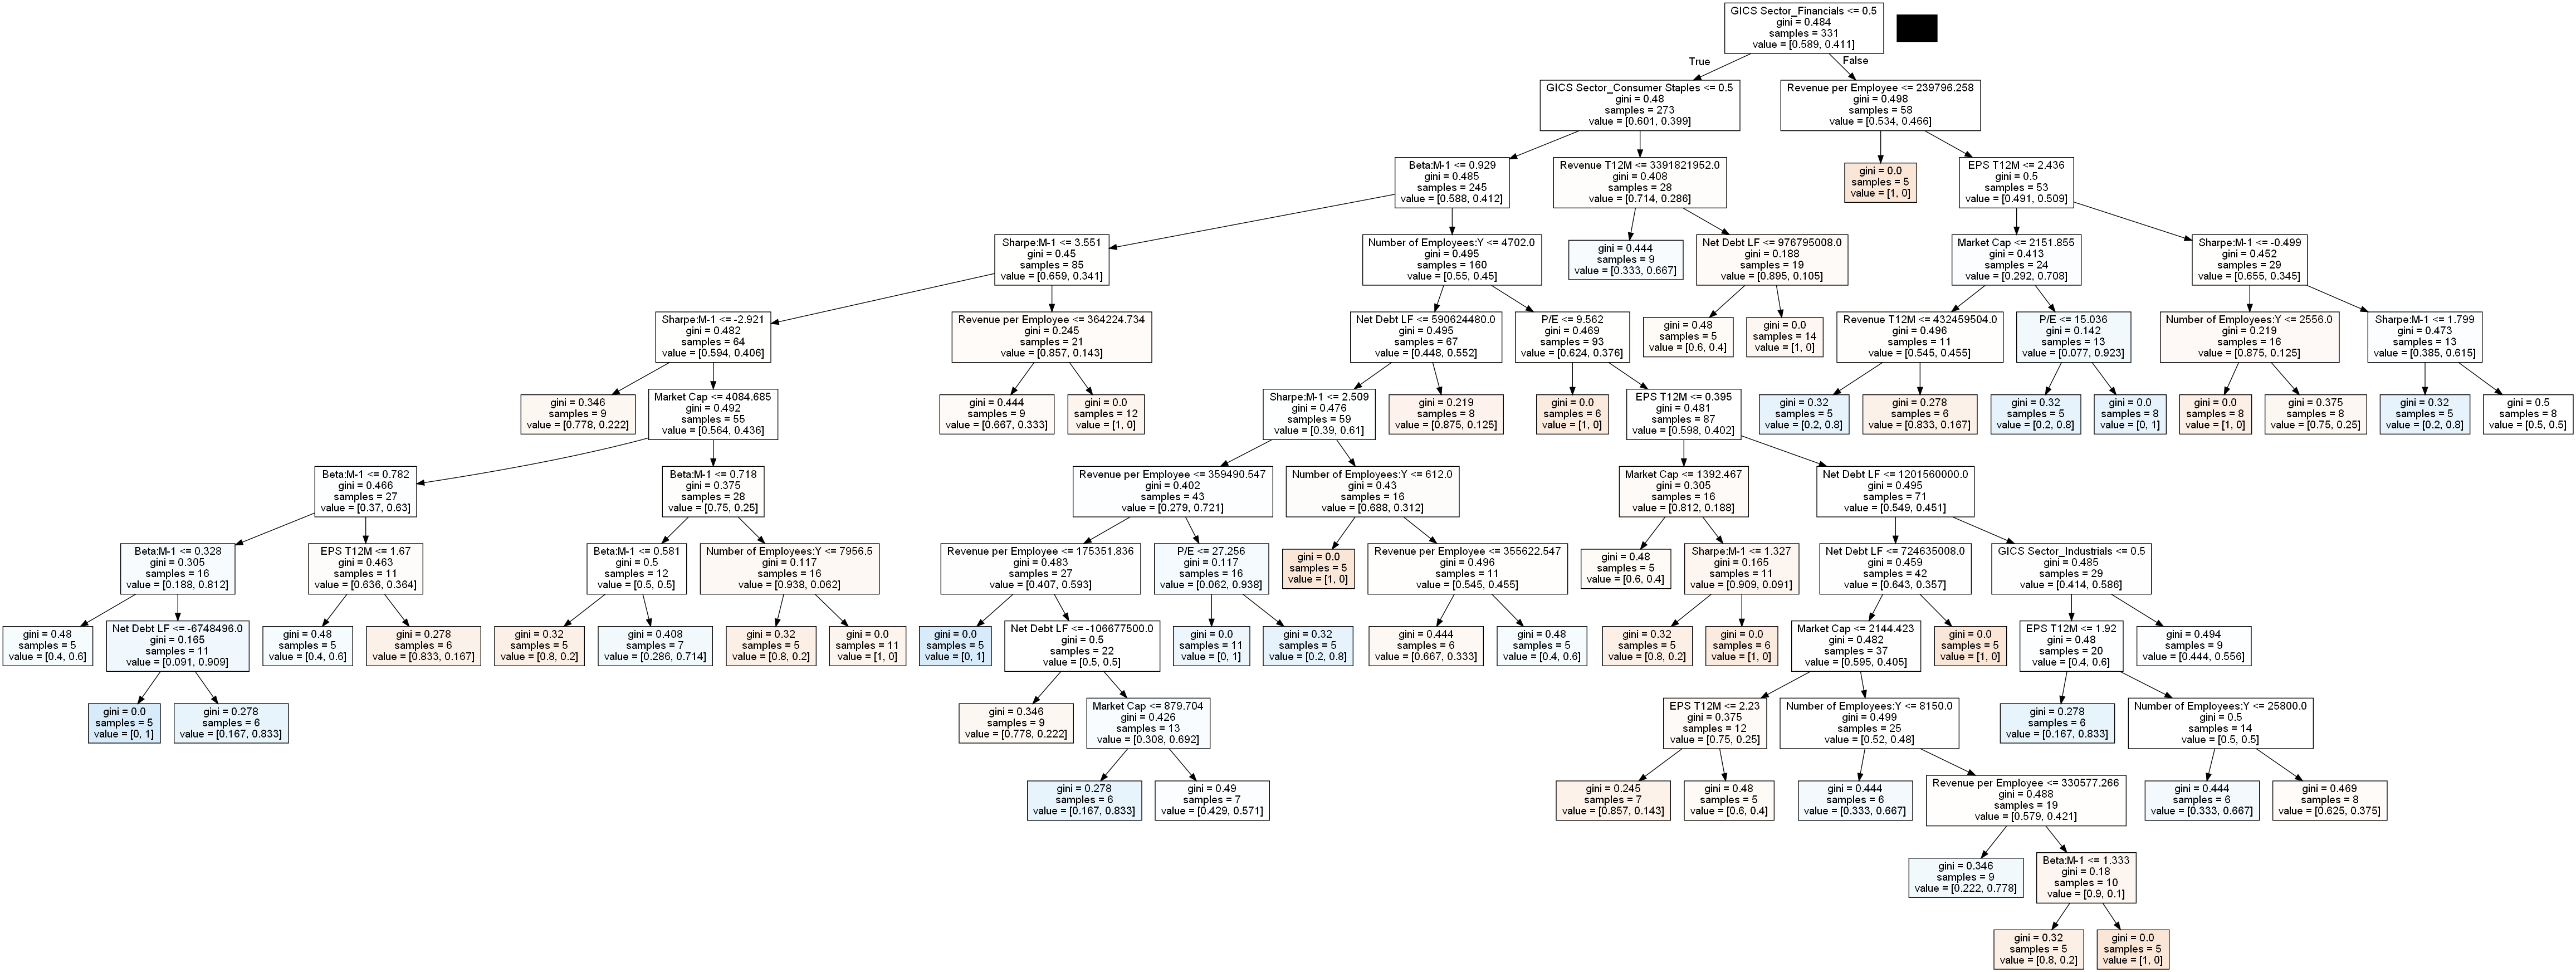 GICS Sector_Financials <= 0.5
gini = 0.484
samples = 331
value = [0.589, 0.411]
True
False
GICS Sector_Consumer Staples <= 0.5
gini = 0.48
samples = 273
value = [0.601, 0.399]
Revenue per Employee <= 239796.258
gini = 0.498
samples = 58
value = [0.534, 0.466]
Beta:M-1 <= 0.929
gini = 0.485
samples = 245
value = [0.588, 0.412]
Revenue T12M <= 3391821952.0
gini = 0.408
samples = 28
value = [0.714, 0.286]
gini = 0.0
samples = 5
value = [1, 0]
EPS T12M <= 2.436
gini = 0.5
samples = 53
value = [0.491, 0.509]
Sharpe:M-1 <= 3.551
gini = 0.45
samples = 85
value = [0.659, 0.341]
Number of Employees:Y <= 4702.0
gini = 0.495
samples = 160
value = [0.55, 0.45]
gini = 0.444
samples = 9
value = [0.333, 0.667]
Net Debt LF <= 976795008.0
gini = 0.188
samples = 19
value = [0.895, 0.105]
Market Cap <= 2151.855
gini = 0.413
samples = 24
value = [0.292, 0.708]
Sharpe:M-1 <= -0.499
gini = 0.452
samples = 29
value = [0.655, 0.345]
Sharpe:M-1 <= -2.921
gini = 0.482
samples = 64
value = [0.594, 0.406]
Revenue per Employee <= 364224.734
gini = 0.245
samples = 21
value = [0.857, 0.143]
Net Debt LF <= 590624480.0
gini = 0.495
samples = 67
value = [0.448, 0.552]
P/E <= 9.562
gini = 0.469
samples = 93
value = [0.624, 0.376]
gini = 0.48
samples = 5
value = [0.6, 0.4]
gini = 0.0
samples = 14
value = [1, 0]
Revenue T12M <= 432459504.0
gini = 0.496
samples = 11
value = [0.545, 0.455]
P/E <= 15.036
gini = 0.142
samples = 13
value = [0.077, 0.923]
Number of Employees:Y <= 2556.0
gini = 0.219
samples = 16
value = [0.875, 0.125]
Sharpe:M-1 <= 1.799
gini = 0.473
samples = 13
value = [0.385, 0.615]
gini = 0.346
samples = 9
value = [0.778, 0.222]
Market Cap <= 4084.685
gini = 0.492
samples = 55
value = [0.564, 0.436]
gini = 0.444
samples = 9
value = [0.667, 0.333]
gini = 0.0
samples = 12
value = [1, 0]
Sharpe:M-1 <= 2.509
gini = 0.476
samples = 59
value = [0.39, 0.61]
gini = 0.219
samples = 8
value = [0.875, 0.125]
gini = 0.0
samples = 6
value = [1, 0]
EPS T12M <= 0.395
gini = 0.481
samples = 87
value = [0.598, 0.402]
gini = 0.32
samples = 5
value = [0.2, 0.8]
gini = 0.278
samples = 6
value = [0.833, 0.167]
gini = 0.32
samples = 5
value = [0.2, 0.8]
gini = 0.0
samples = 8
value = [0, 1]
gini = 0.0
samples = 8
value = [1, 0]
gini = 0.375
samples = 8
value = [0.75, 0.25]
gini = 0.32
samples = 5
value = [0.2, 0.8]
gini = 0.5
samples = 8
value = [0.5, 0.5]
Beta:M-1 <= 0.782
gini = 0.466
samples = 27
value = [0.37, 0.63]
Beta:M-1 <= 0.718
gini = 0.375
samples = 28
value = [0.75, 0.25]
Revenue per Employee <= 359490.547
gini = 0.402
samples = 43
value = [0.279, 0.721]
Number of Employees:Y <= 612.0
gini = 0.43
samples = 16
value = [0.688, 0.312]
Market Cap <= 1392.467
gini = 0.305
samples = 16
value = [0.812, 0.188]
Net Debt LF <= 1201560000.0
gini = 0.495
samples = 71
value = [0.549, 0.451]
Beta:M-1 <= 0.328
gini = 0.305
samples = 16
value = [0.188, 0.812]
EPS T12M <= 1.67
gini = 0.463
samples = 11
value = [0.636, 0.364]
Beta:M-1 <= 0.581
gini = 0.5
samples = 12
value = [0.5, 0.5]
Number of Employees:Y <= 7956.5
gini = 0.117
samples = 16
value = [0.938, 0.062]
Revenue per Employee <= 175351.836
gini = 0.483
samples = 27
value = [0.407, 0.593]
P/E <= 27.256
gini = 0.117
samples = 16
value = [0.062, 0.938]
gini = 0.0
samples = 5
value = [1, 0]
Revenue per Employee <= 355622.547
gini = 0.496
samples = 11
value = [0.545, 0.455]
gini = 0.48
samples = 5
value = [0.6, 0.4]
Sharpe:M-1 <= 1.327
gini = 0.165
samples = 11
value = [0.909, 0.091]
Net Debt LF <= 724635008.0
gini = 0.459
samples = 42
value = [0.643, 0.357]
GICS Sector_Industrials <= 0.5
gini = 0.485
samples = 29
value = [0.414, 0.586]
gini = 0.48
samples = 5
value = [0.4, 0.6]
Net Debt LF <= -6748496.0
gini = 0.165
samples = 11
value = [0.091, 0.909]
gini = 0.48
samples = 5
value = [0.4, 0.6]
gini = 0.278
samples = 6
value = [0.833, 0.167]
gini = 0.32
samples = 5
value = [0.8, 0.2]
gini = 0.408
samples = 7
value = [0.286, 0.714]
gini = 0.32
samples = 5
value = [0.8, 0.2]
gini = 0.0
samples = 11
value = [1, 0]
gini = 0.0
samples = 5
value = [0, 1]
Net Debt LF <= -106677500.0
gini = 0.5
samples = 22
value = [0.5, 0.5]
gini = 0.0
samples = 11
value = [0, 1]
gini = 0.32
samples = 5
value = [0.2, 0.8]
gini = 0.444
samples = 6
value = [0.667, 0.333]
gini = 0.48
samples = 5
value = [0.4, 0.6]
gini = 0.32
samples = 5
value = [0.8, 0.2]
gini = 0.0
samples = 6
value = [1, 0]
Market Cap <= 2144.423
gini = 0.482
samples = 37
value = [0.595, 0.405]
gini = 0.0
samples = 5
value = [1, 0]
EPS T12M <= 1.92
gini = 0.48
samples = 20
value = [0.4, 0.6]
gini = 0.494
samples = 9
value = [0.444, 0.556]
gini = 0.0
samples = 5
value = [0, 1]
gini = 0.278
samples = 6
value = [0.167, 0.833]
gini = 0.346
samples = 9
value = [0.778, 0.222]
Market Cap <= 879.704
gini = 0.426
samples = 13
value = [0.308, 0.692]
EPS T12M <= 2.23
gini = 0.375
samples = 12
value = [0.75, 0.25]
Number of Employees:Y <= 8150.0
gini = 0.499
samples = 25
value = [0.52, 0.48]
gini = 0.278
samples = 6
value = [0.167, 0.833]
Number of Employees:Y <= 25800.0
gini = 0.5
samples = 14
value = [0.5, 0.5]
gini = 0.278
samples = 6
value = [0.167, 0.833]
gini = 0.49
samples = 7
value = [0.429, 0.571]
gini = 0.245
samples = 7
value = [0.857, 0.143]
gini = 0.48
samples = 5
value = [0.6, 0.4]
gini = 0.444
samples = 6
value = [0.333, 0.667]
Revenue per Employee <= 330577.266
gini = 0.488
samples = 19
value = [0.579, 0.421]
gini = 0.444
samples = 6
value = [0.333, 0.667]
gini = 0.469
samples = 8
value = [0.625, 0.375]
gini = 0.346
samples = 9
value = [0.222, 0.778]
Beta:M-1 <= 1.333
gini = 0.18
samples = 10
value = [0.9, 0.1]
gini = 0.32
samples = 5
value = [0.8, 0.2]
gini = 0.0
samples = 5
value = [1, 0]